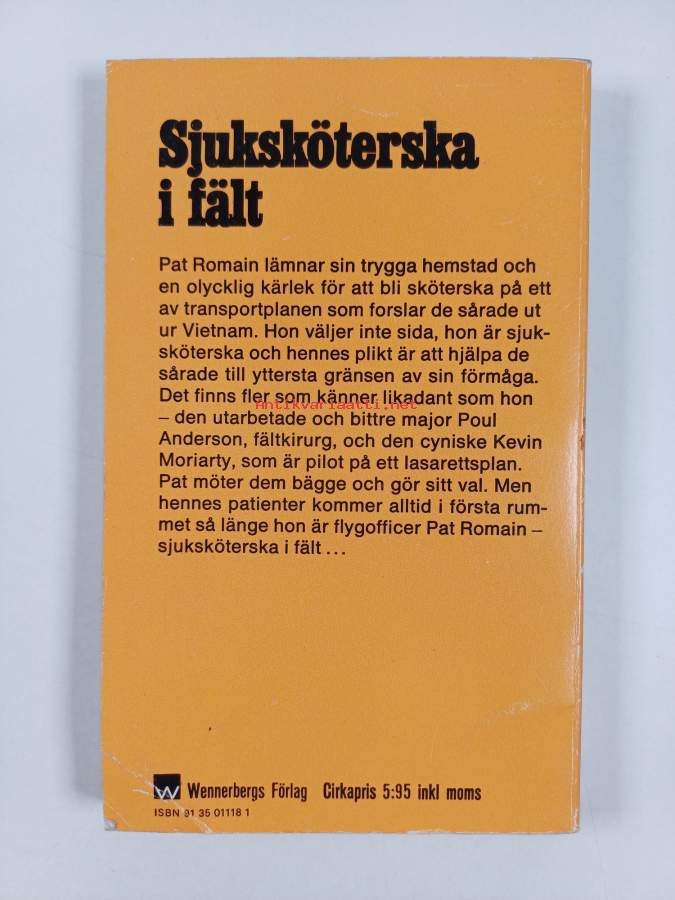 Sjuksköterska
i fält
Pat Romain lämnar sin trygga hemstad och
en olycklig kärlek för att bli sköterska på ett
av transportplanen som forslar de sårade ut
ur Vietnam. Hon väljer inte sida, hon är sjuk-
sköterska och hennes plikt är att hjälpa de
sårade till yttersta gränsen av sin förmåga.
Det finns fler som känner likadant som hon
Antikvariaatti.net
– den utarbetade och bittre major Poul
Anderson, fältkirurg, och den cyniske Kevin
Moriarty, som är pilot på ett lasarettsplan.
Pat möter dem bägge och gör sitt val. Men
hennes patienter kommer alltid i första rum-
met så länge hon är flygofficer Pat Romain –
sjuksköterska i fält ...
W Wennerbergs Förlag Cirkapris 5:95 inkl moms
ISBN 91 35 01118 1